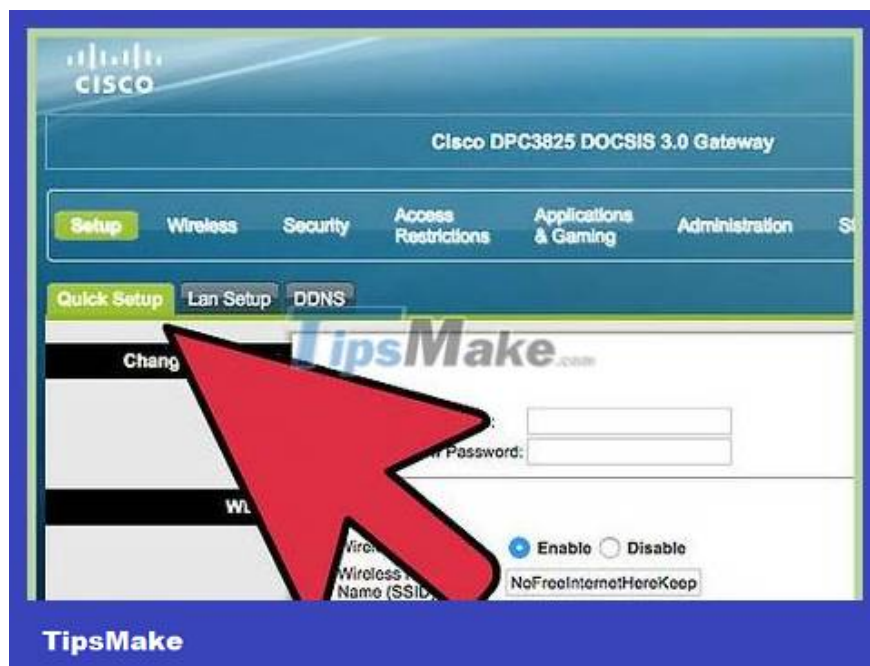 CISCO
Cisco DPC3825 DOCSIS 3.0 Gateway
Setup Wireless Security Access Restrictions Applications & Gaming Administration
Quick Setup Lan Setup DDNS
TipsMake.com
Password:
Enable Disable
Wireless
Name (SSID) NoFreeInternetHereKeep
TipsMake